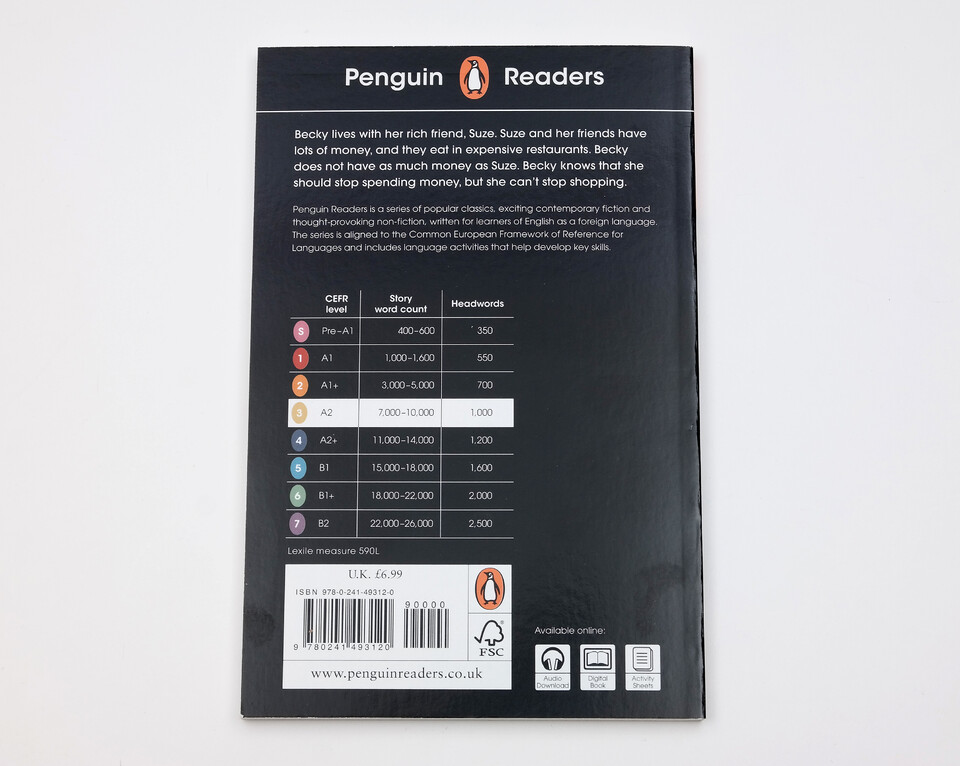 Penguin Readers
Becky lives with her rich friend, Suze. Suze and her friends have
lots of money, and they eat in expensive restaurants. Becky
does not have as much money as Suze. Becky knows that she
should stop spending money, but she can't stop shopping.
Penguin Readers is a series of popular classics, exciting contemporary fiction and
thought-provoking non-fiction, written for learners of English as a foreign language.
The series is aligned to the Common European Framework of Reference for
Languages and includes language activities that help develop key skills.
CEFR level Story word count Headwords
S Pre-A1 400–600 350
1 A1 1,000–1,600 550
2 A1+ 3,000–5,000 700
3 A2 7,000–10,000 1,000
4 A2+ 11,000–14,000 1,200
5 B1 15,000–18,000 1,600
6 B1+ 18,000–22,000 2,000
7 B2 22,000–26,000 2,500
Lexile measure 590L
U.K. £6.99
ISBN 978-0-241-49312-0
90000
9 780241 493120
FSC
www.penguinreaders.co.uk
Available online:
Audio Download
Digital Book
Activity Sheets